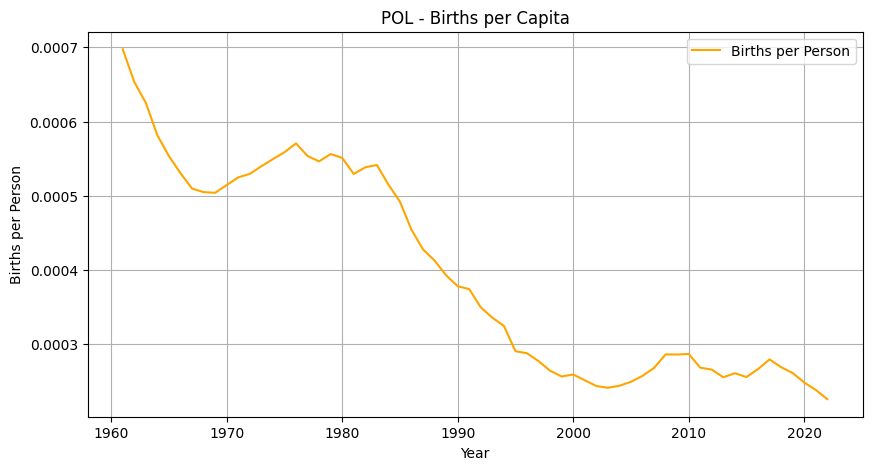 POL - Births per Capita
Births per Person
0.0007
0.0006
0.0005
0.0004
0.0003
Births per Person
1960 1970 1980 1990 2000 2010 2020
Year